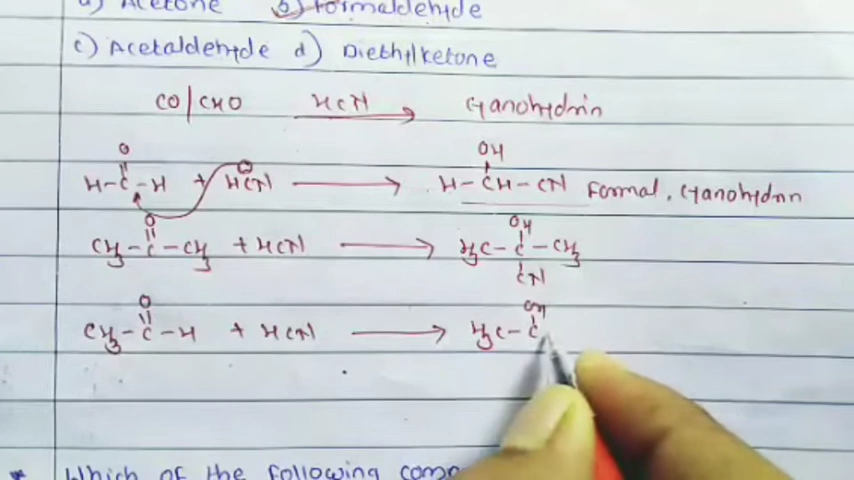 a) Acetone b) Formaldehyde
c) Acetaldehyde d) Diethylketone
CO/CHO HCN → Cyanohydrin
O
||
H-C-H + HCN → H-CH-CN Formal. Cyanohydrin
OH
O
||
CH3-C-CH3 + HCN → H3C-C-CH3
OH
CN
O
||
CH3-C-H + HCN → H3C-C
OH
* Which of the following comp